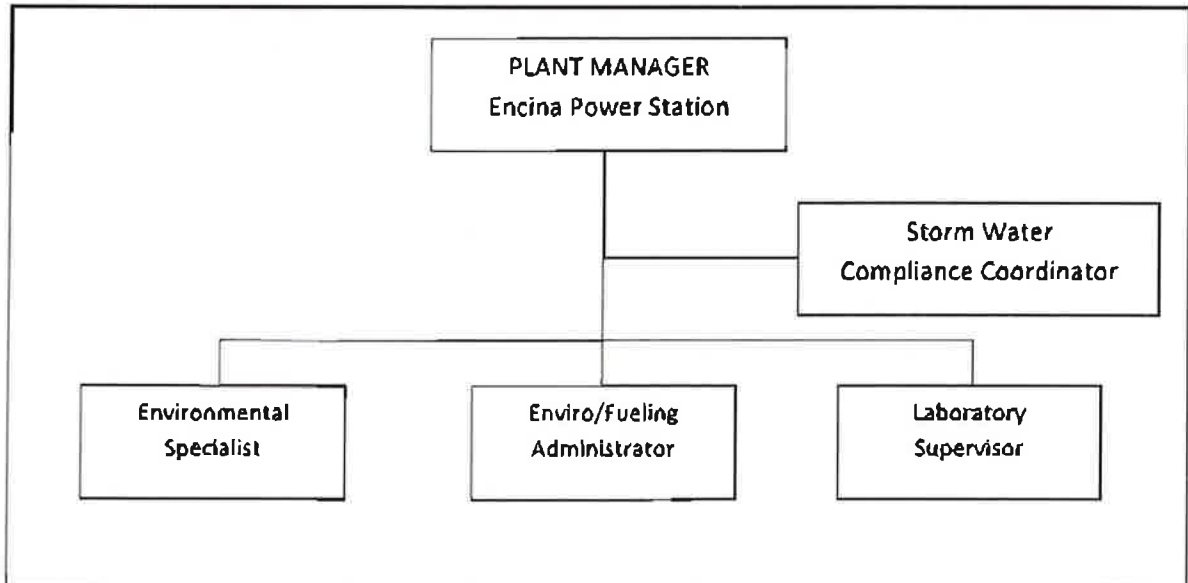 PLANT MANAGER
Encina Power Station
Storm Water
Compliance Coordinator
Environmental
Specialist
Enviro/Fueling
Administrator
Laboratory
Supervisor